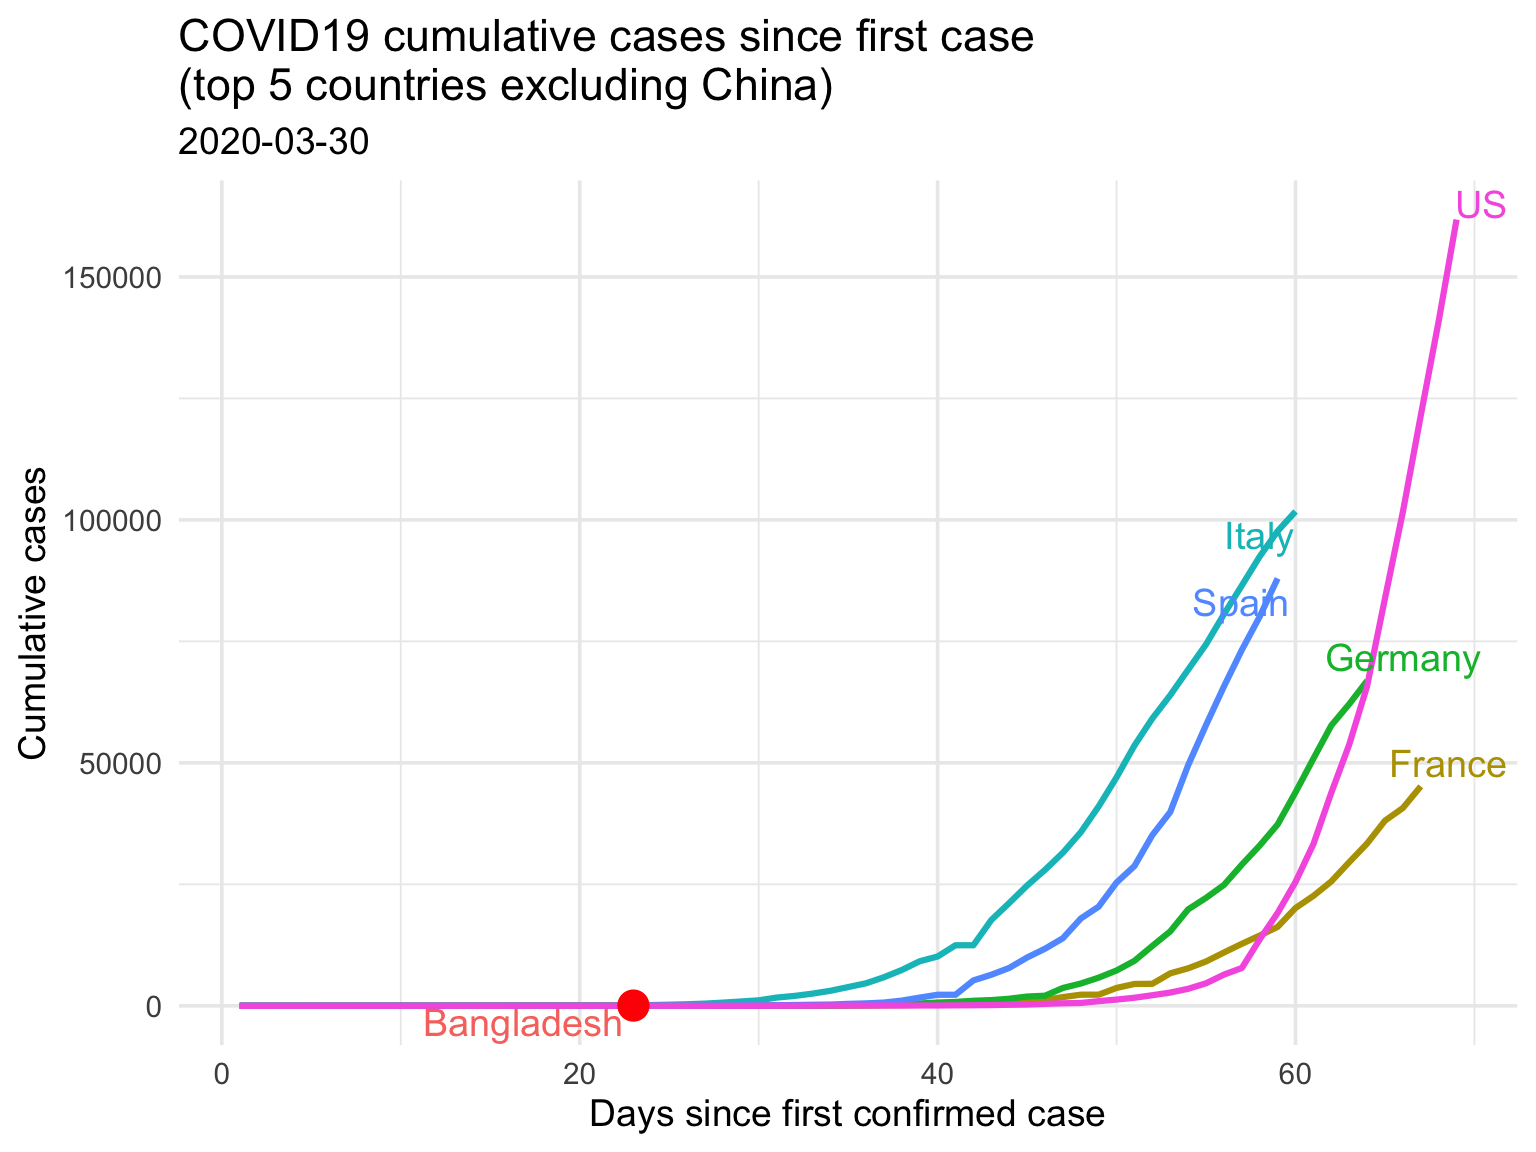 COVID19 cumulative cases since first case
(top 5 countries excluding China)
2020-03-30
US
150000
100000
Italy
Spain
Germany
France
50000
0
Bangladesh
0
20
40
60
Days since first confirmed case
Cumulative cases